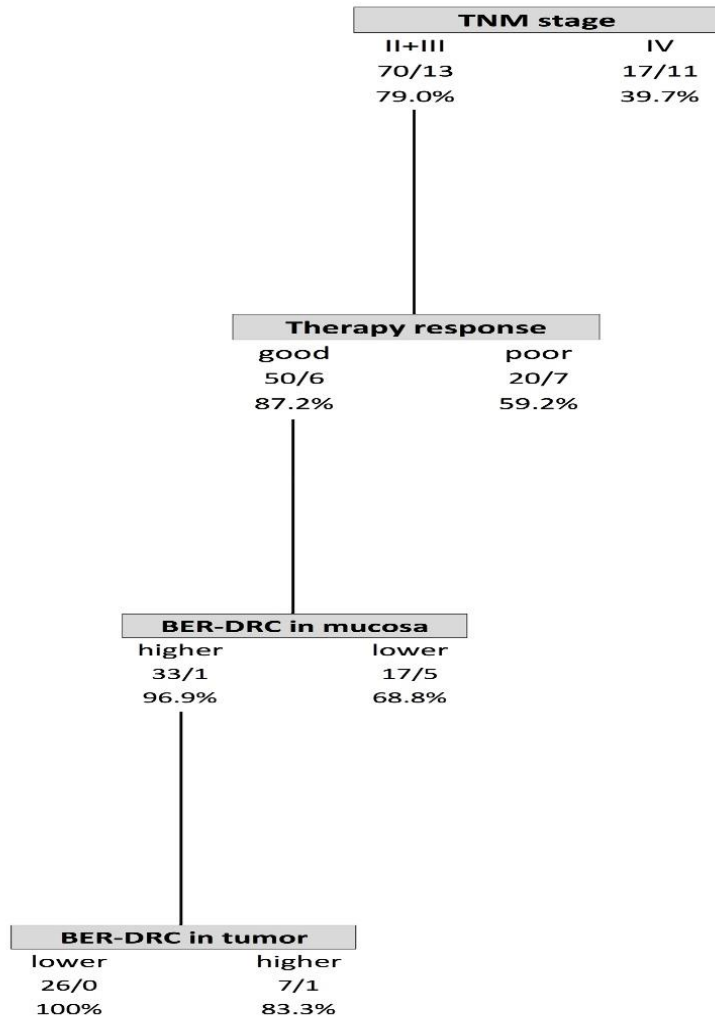 TNM stage
II+III IV
70/13 17/11
79.0% 39.7%
Therapy response
good poor
50/6 20/7
87.2% 59.2%
BER-DRC in mucosa
higher lower
33/1 17/5
96.9% 68.8%
BER-DRC in tumor
lower higher
26/0 7/1
100% 83.3%